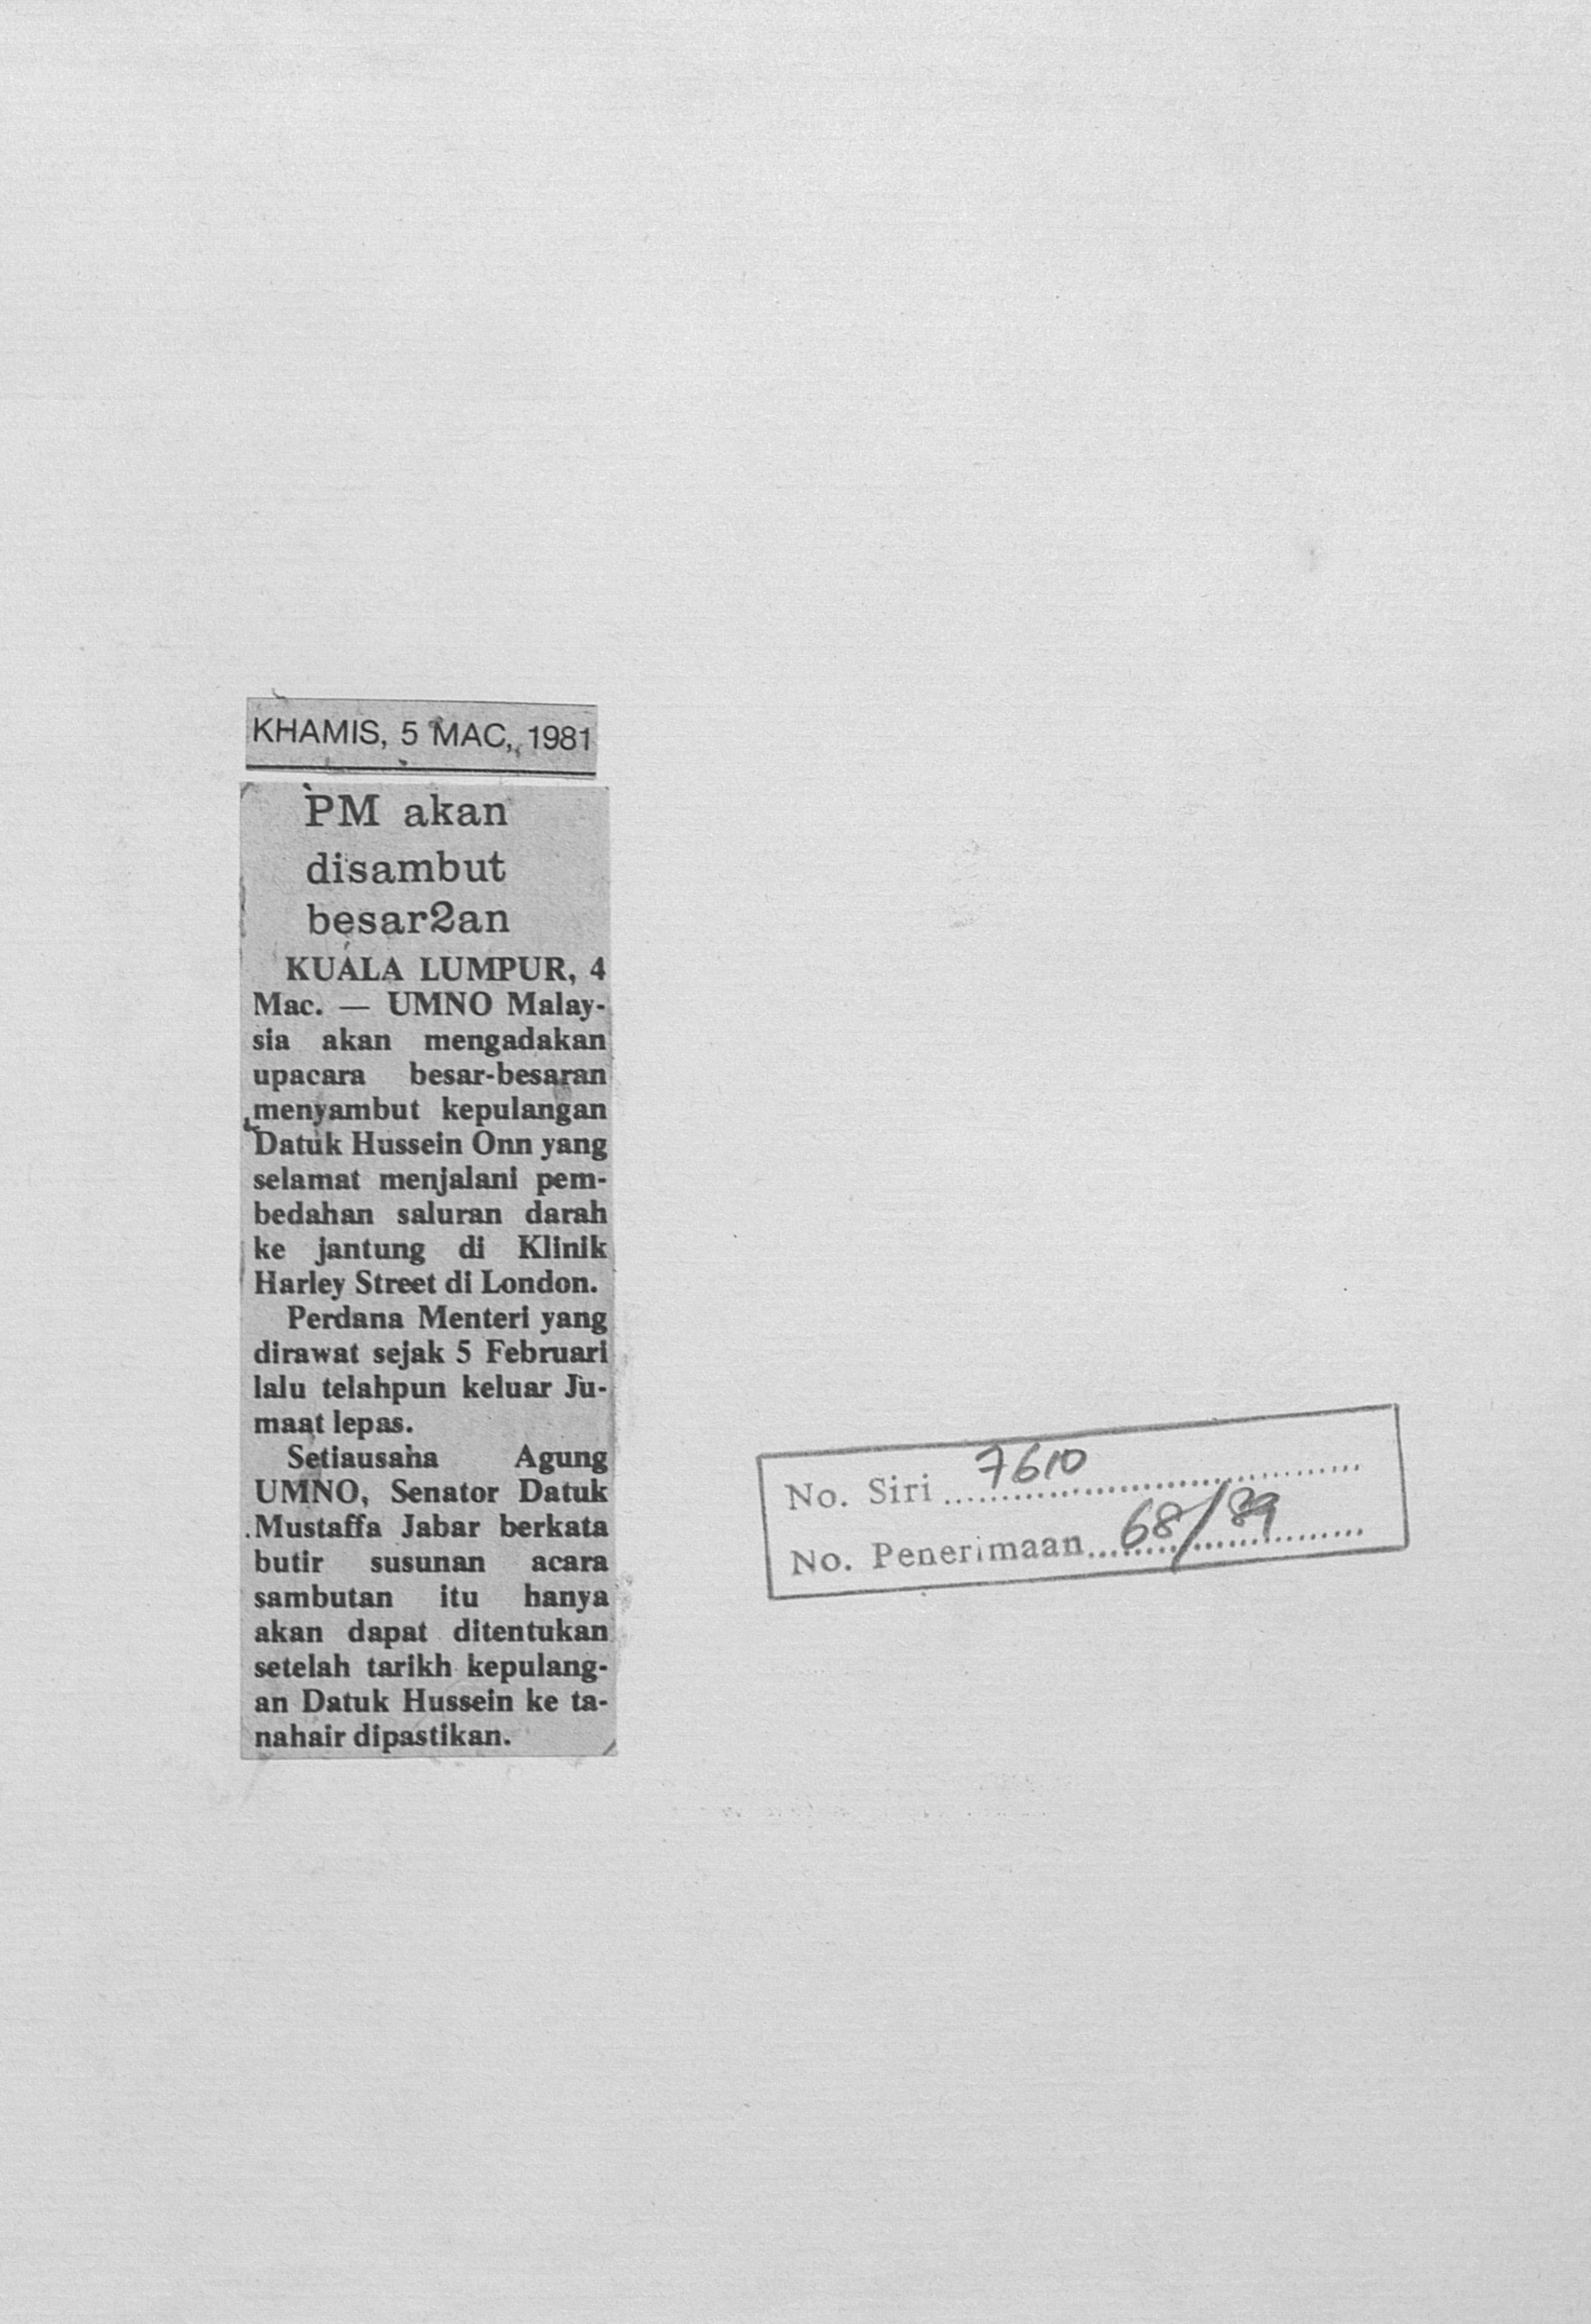 KHAMIS, 5 MAC, 1981
PM akan
disambut
besar2an
KUALA LUMPUR, 4
Mac. — UMNO Malay-
sia akan mengadakan
upacara besar-besaran
menyambut kepulangan
Datuk Hussein Onn yang
selamat menjalani pem-
bedahan saluran darah
ke jantung di Klinik
Harley Street di London.
Perdana Menteri yang
dirawat sejak 5 Februari
lalu telahpun keluar Ju-
maat lepas.
Setiausaha Agung
UMNO, Senator Datuk
Mustaffa Jabar berkata
butir susunan acara
sambutan itu hanya
akan dapat ditentukan
setelah tarikh kepulang-
an Datuk Hussein ke ta-
nahair dipastikan.
No. Siri 7610
No. Penerimaan 68/89